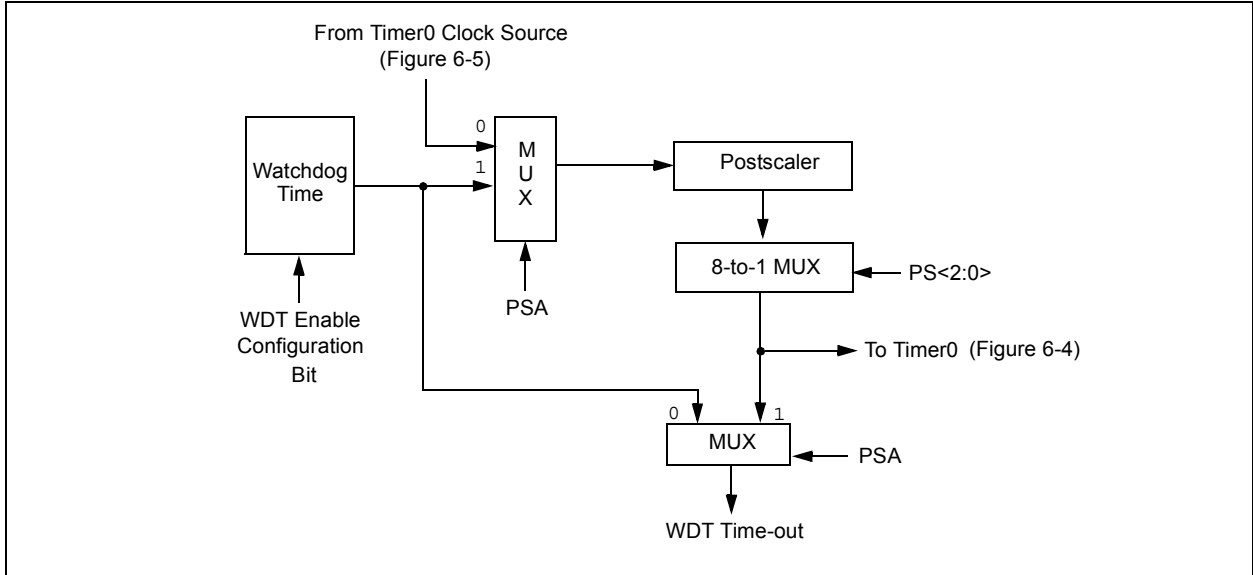 From Timer0 Clock Source
(Figure 6-5)
0
1
M
U
X
Watchdog
Time
Postscaler
8-to-1 MUX
PS<2:0>
PSA
WDT Enable
Configuration
Bit
To Timer0 (Figure 6-4)
0
1
MUX
PSA
WDT Time-out